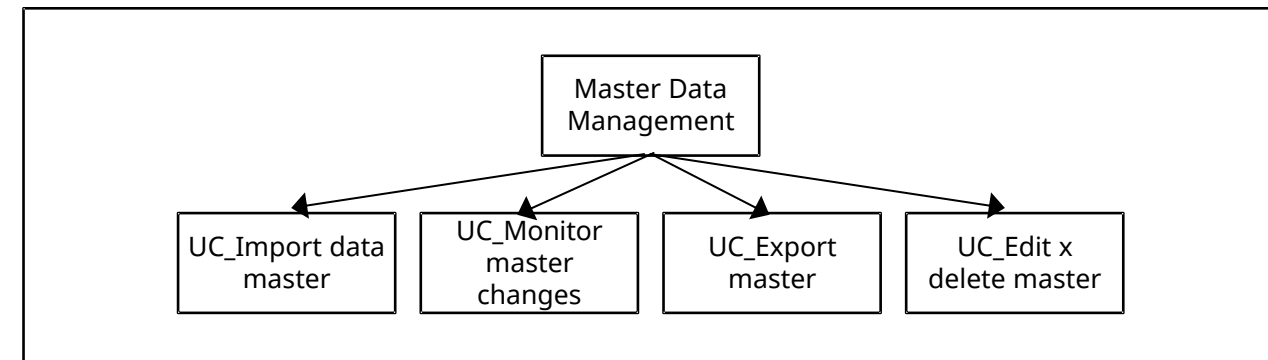 Master Data
Management
UC_Import data
master
UC_Monitor
master
changes
UC_Export
master
UC_Edit x
delete master